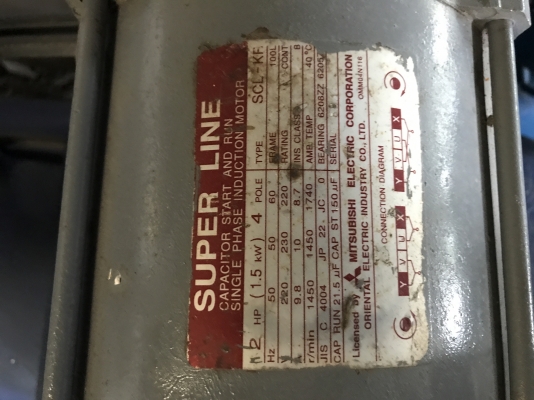 SUPER LINE
CAPACITOR START AND RUN
SINGLE PHASE INDUCTION MOTOR
2 HP (1.5 kW) 4 POLE TYPE SCL-KR
Hz 50 50 60 FRAME 100L
220 230 220 RATING CONT
9.8 10 8.7 INS CLASS B
r/min 1450 1450 1740 AMB TEMP 40°C
JIS C 4004 JP 22 JC 0 BEARING 6206ZZ
CAP RUN 21.5 μF CAP ST 150 μF SERIAL
Licensed by MITSUBISHI ELECTRIC CORPORATION
ORIENTAL ELECTRIC INDUSTRY CO., LTD.
CONNECTION DIAGRAM
Y V U X Y V U X